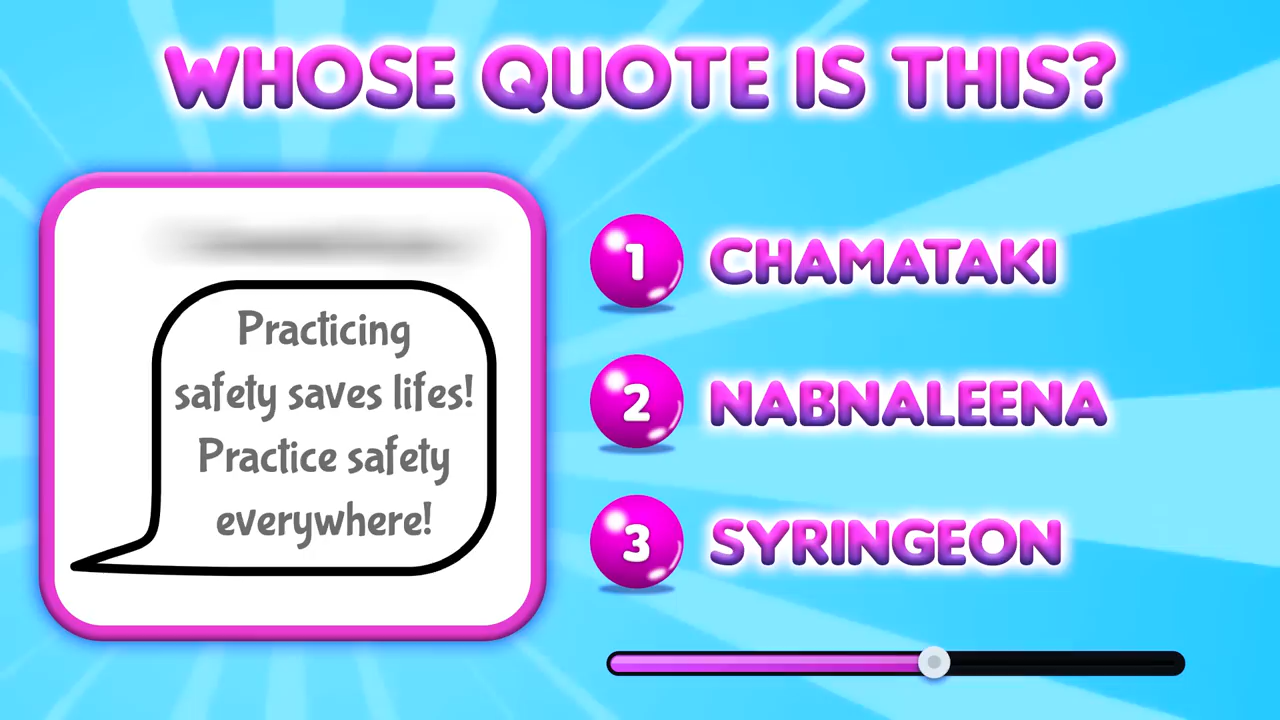 WHOSE QUOTE IS THIS?
Practicing
safety saves lifes!
Practice safety
everywhere!
1 CHAMATAKI
2 NABNALEENA
3 SYRINGEON